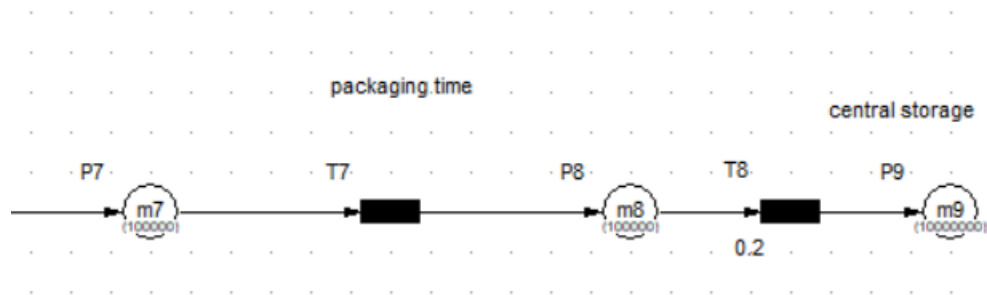 packaging.time
central storage
P7 T7 P8 T8 P9
m7 m8 m9
(100000) (100000) (10000000)
0.2